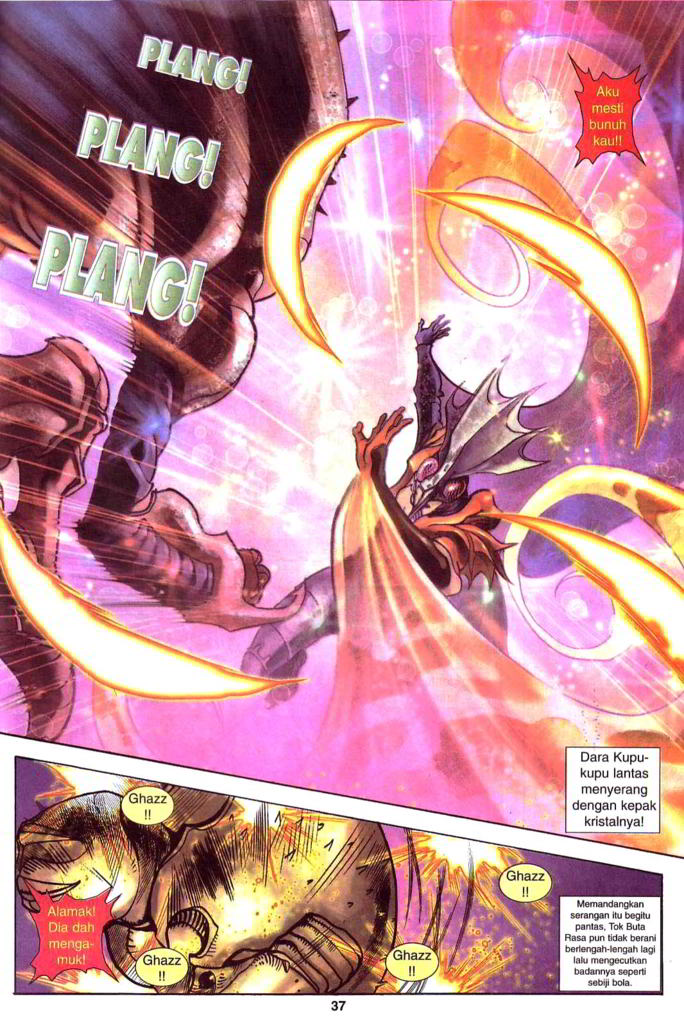 PLANG!
PLANG!
PLANG!
Aku
mesti
bunuh
kau!!
Dara Kupu-
kupu lantas
menyerang
dengan kepak
kristalnya!
Ghazz
!!
Alamak!
Dia dah
menga-
muk!
Ghazz
!!
Ghazz
!!
Ghazz
!!
Memandangkan
serangan itu begitu
pantas, Tok Buta
Rasa pun tidak berani
berlengah-lengah lagi
lalu mengecutkan
badannya seperti
sebiji bola.
37